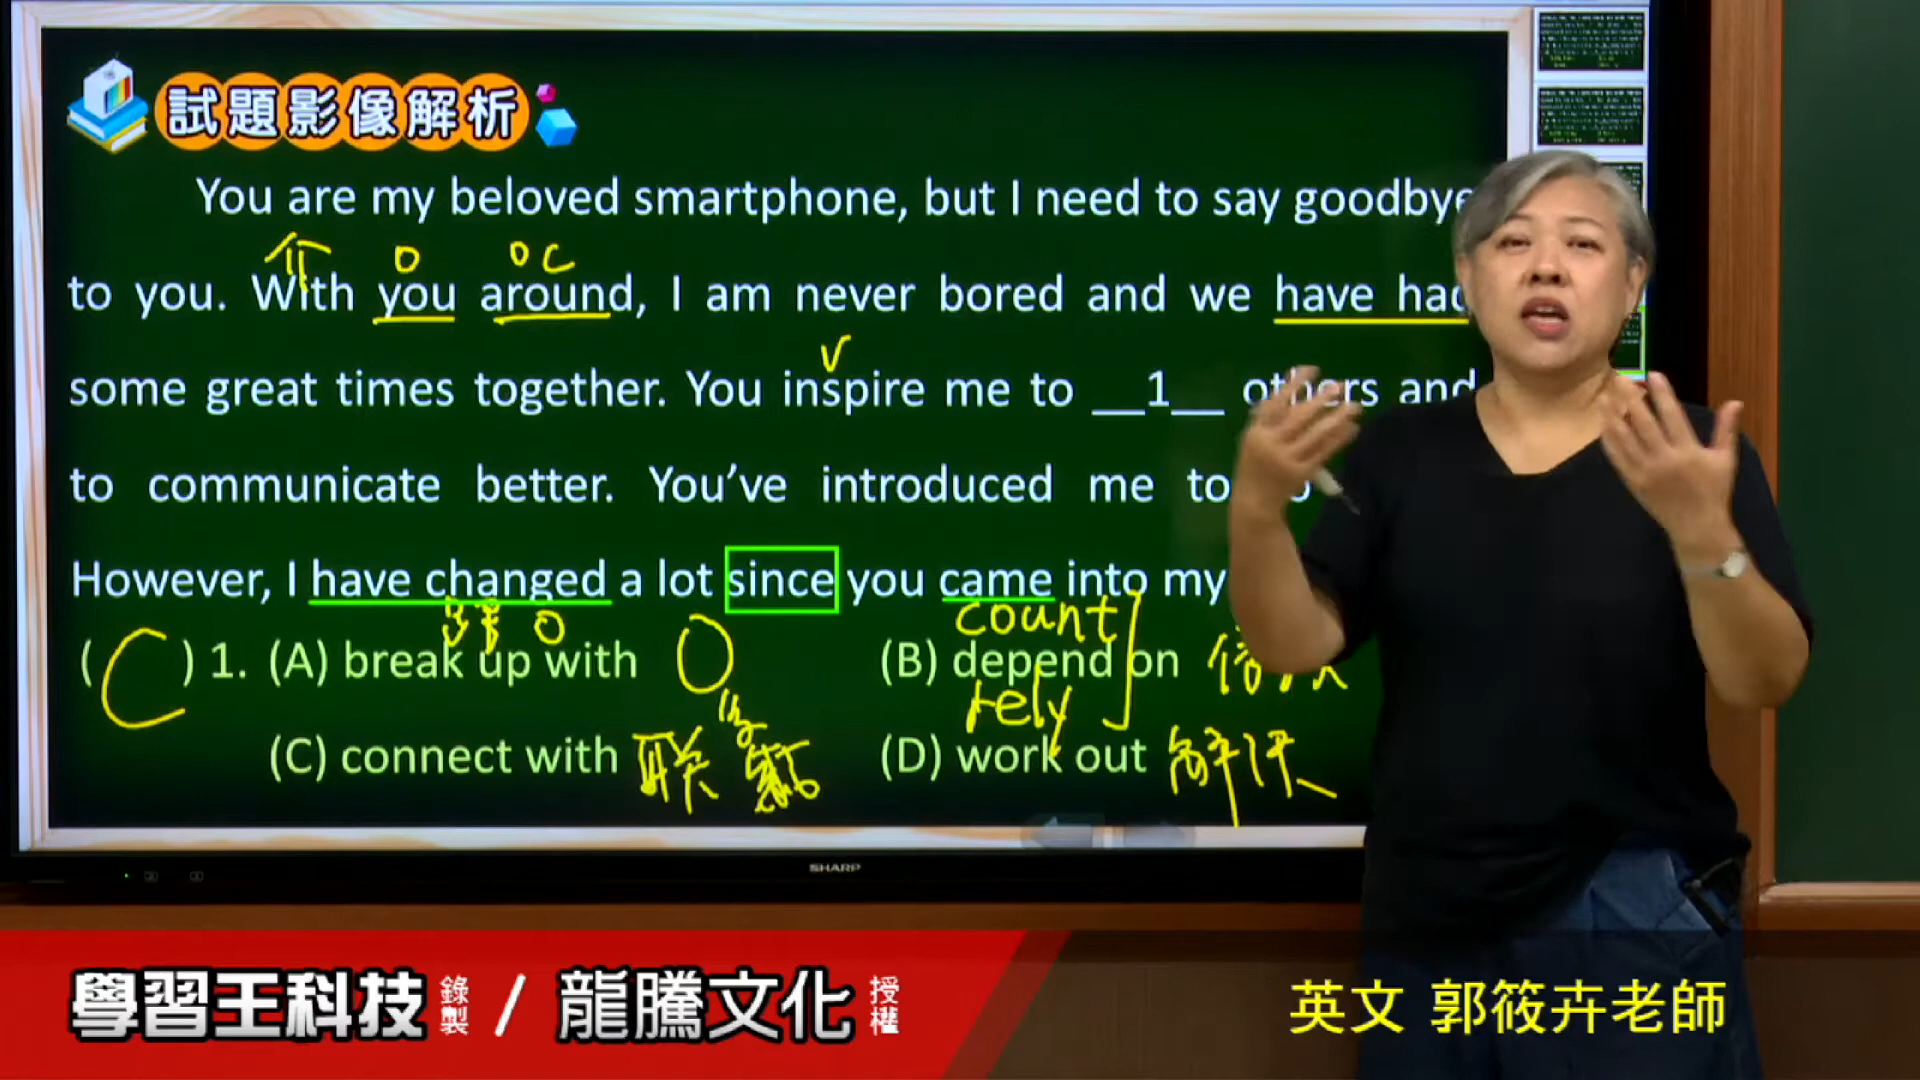 試題影像解析
You are my beloved smartphone, but I need to say goodbye
介 O OC
to you. With you around, I am never bored and we have had
V
some great times together. You inspire me to __1__ others and
to communicate better. You've introduced me to
However, I have changed a lot since you came into my
O count
( C ) 1. (A) break up with O (B) depend on
rely
(C) connect with 聯繫 (D) work out 解決
SHARP
學習王科技 錄製 / 龍騰文化 授權
英文 郭筱卉老師